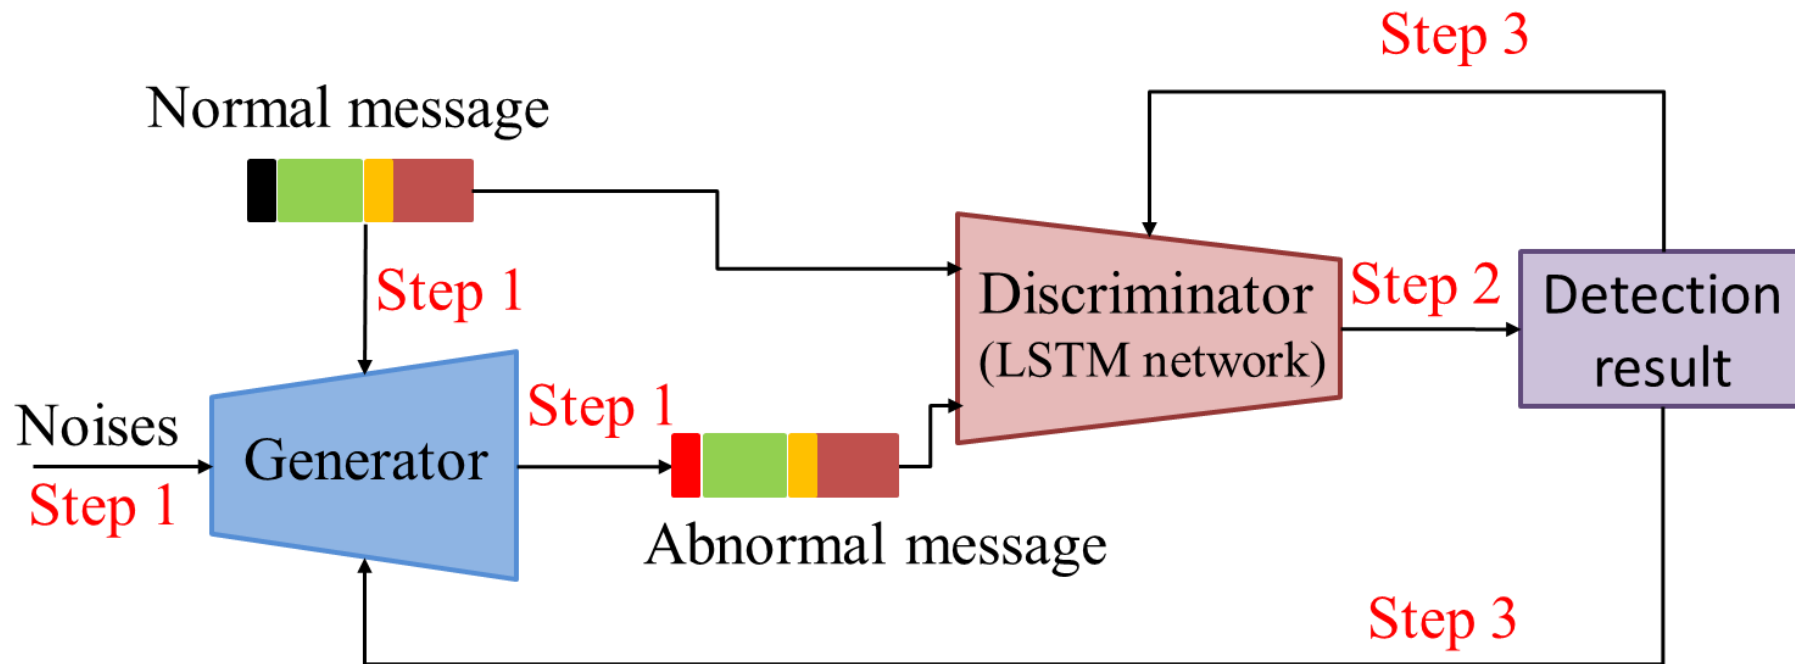 Step 3
Normal message
Step 1
Discriminator
(LSTM network)
Step 2
Detection
result
Noises
Step 1
Generator
Step 1
Abnormal message
Step 3